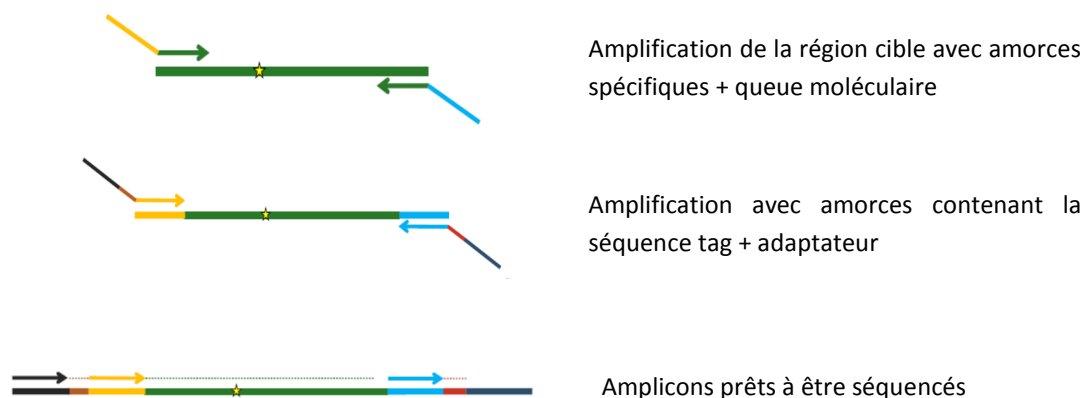 Amplification de la région cible avec amorces
spécifiques + queue moléculaire
Amplification avec amorces contenant la
séquence tag + adaptateur
Amplicons prêts à être séquencés